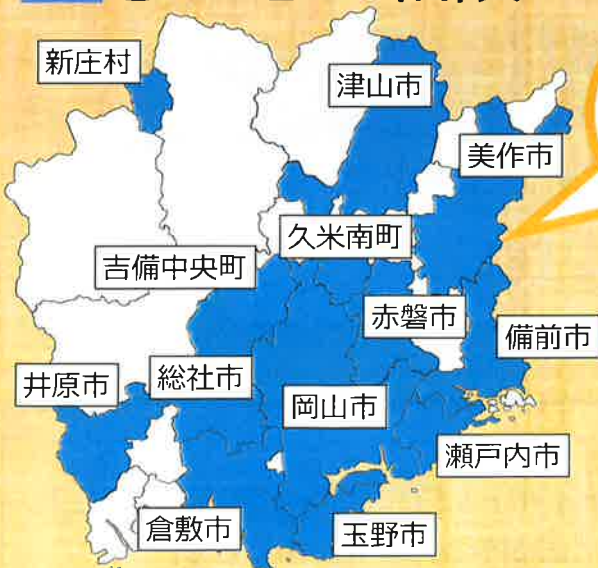 新庄村
津山市
美作市
久米南町
吉備中央町
赤磐市
備前市
井原市
総社市
岡山市
瀬戸内市
倉敷市
玉野市